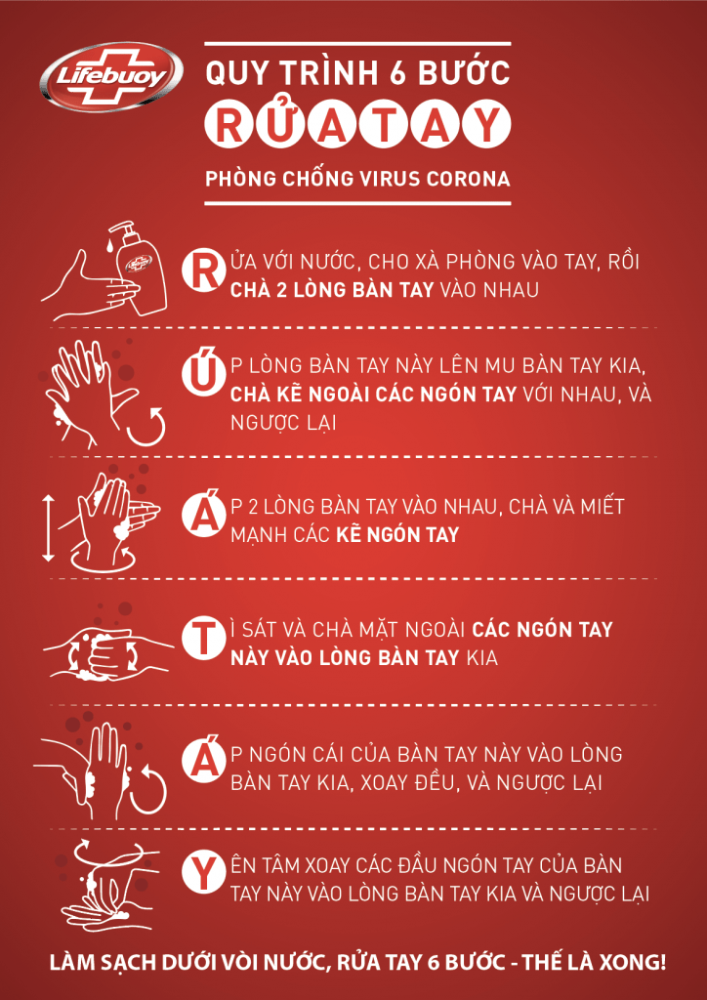 Lifebuoy
QUY TRÌNH 6 BƯỚC
RỬA TAY
PHÒNG CHỐNG VIRUS CORONA
RỬA VỚI NƯỚC, CHO XÀ PHÒNG VÀO TAY, RỒI
CHÀ 2 LÒNG BÀN TAY VÀO NHAU
ÚP LÒNG BÀN TAY NÀY LÊN MU BÀN TAY KIA,
CHÀ KẼ NGOÀI CÁC NGÓN TAY VỚI NHAU, VÀ
NGƯỢC LẠI
ÁP 2 LÒNG BÀN TAY VÀO NHAU, CHÀ VÀ MIẾT
MẠNH CÁC KẼ NGÓN TAY
TÌ SÁT VÀ CHÀ MẶT NGOÀI CÁC NGÓN TAY
NÀY VÀO LÒNG BÀN TAY KIA
ÁP NGÓN CÁI CỦA BÀN TAY NÀY VÀO LÒNG
BÀN TAY KIA, XOAY ĐỀU, VÀ NGƯỢC LẠI
YÊN TÂM XOAY CÁC ĐẦU NGÓN TAY CỦA BÀN
TAY NÀY VÀO LÒNG BÀN TAY KIA VÀ NGƯỢC LẠI
LÀM SẠCH DƯỚI VÒI NƯỚC, RỬA TAY 6 BƯỚC - THẾ LÀ XONG!